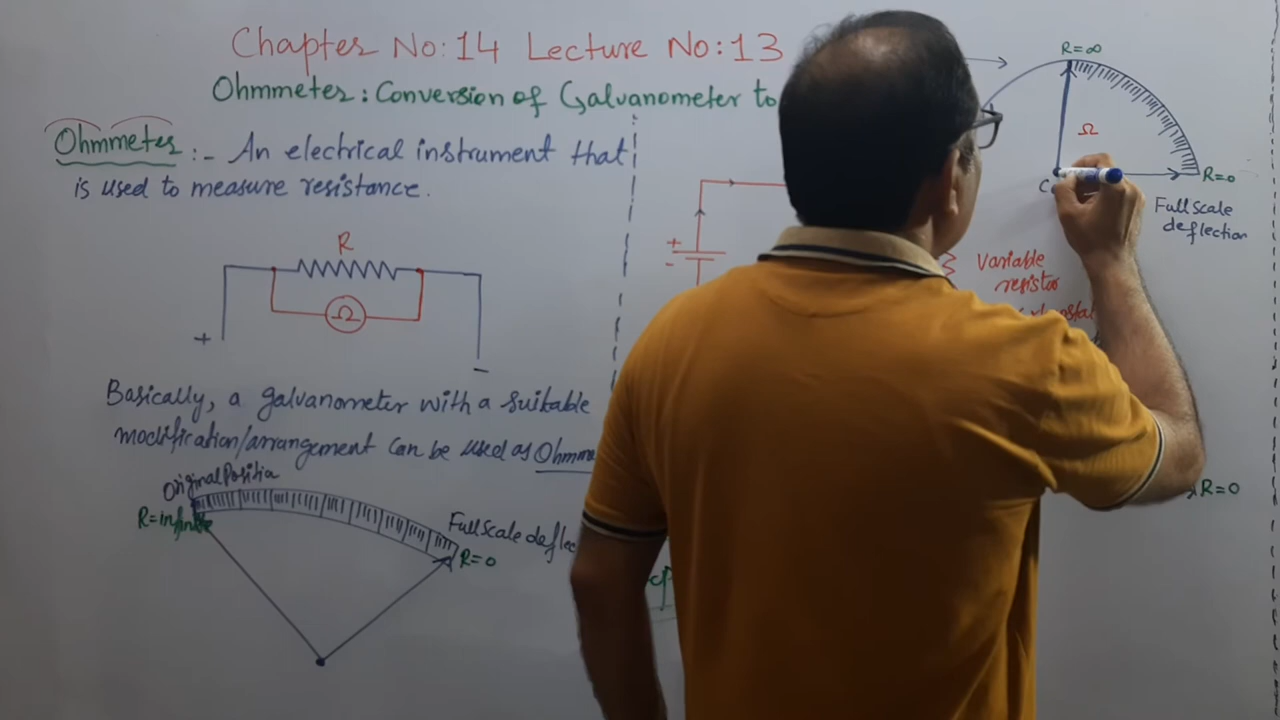 Chapter No:14 Lecture No:13
Ohmmeter: Conversion of Galvanometer to
Ohmmeter :- An electrical instrument that
is used to measure resistance.
R
Ω
+
-
Basically, a galvanometer with a suitable
modification/arrangement can be used as
Original Positio
R=infinite
Full scale deflec
R=0
+
-
Variable
resistor
R=∞
Ω
R=0
C
Full scale
deflection
R=0